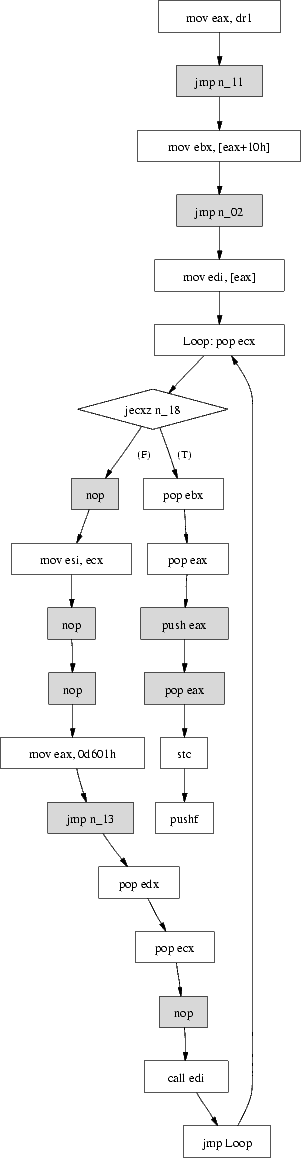 mov eax, dr1
jmp n_11
mov ebx, [eax+10h]
jmp n_02
mov edi, [eax]
Loop: pop ecx
jecxz n_18
(F) (T)
nop pop ebx
mov esi, ecx pop eax
nop push eax
nop pop eax
mov eax, 0d601h stc
jmp n_13 pushf
pop edx
pop ecx
nop
call edi
jmp Loop